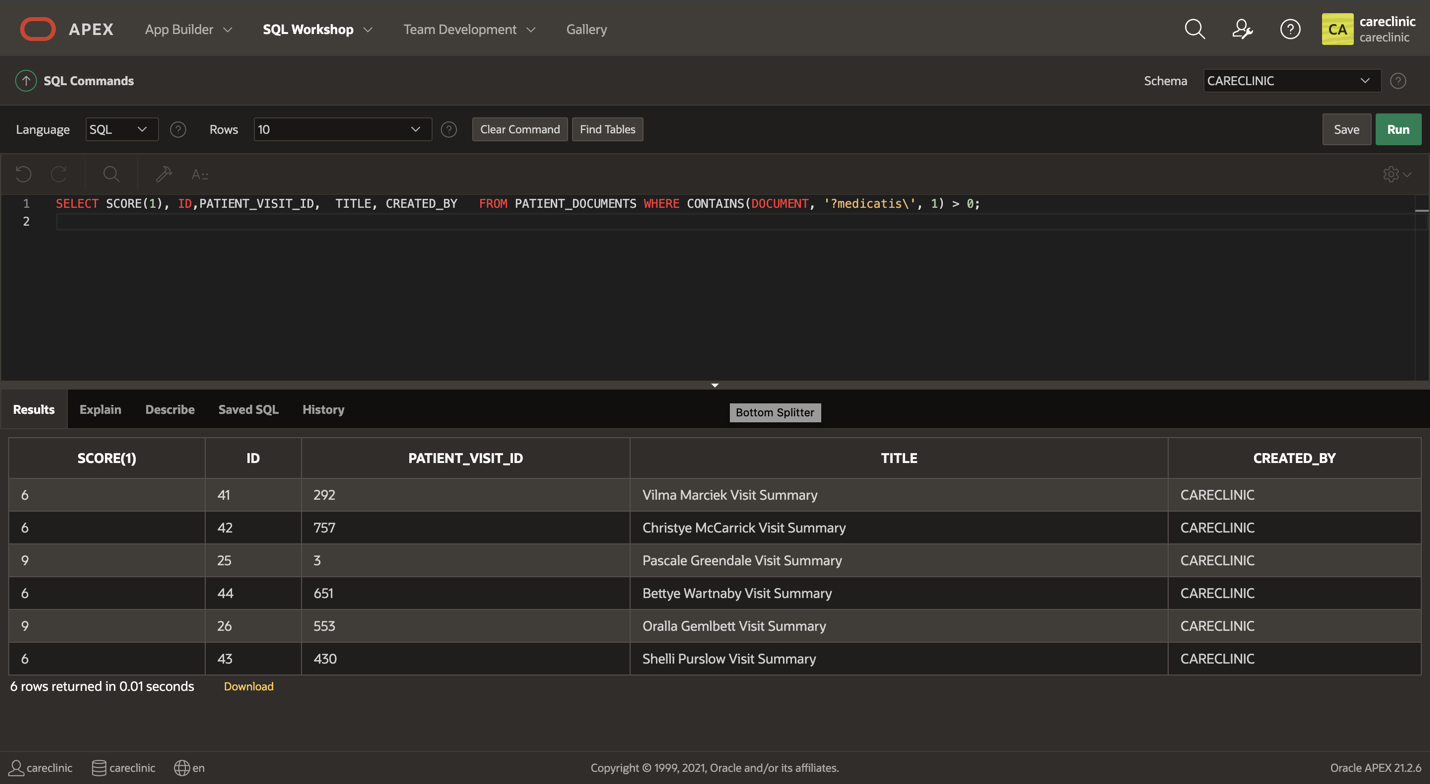 APEX App Builder SQL Workshop Team Development Gallery CA careclinic
careclinic
SQL Commands Schema CARECLINIC
Language SQL Rows 10 Clear Command Find Tables Save Run
1 SELECT SCORE(1), ID,PATIENT_VISIT_ID, TITLE, CREATED_BY FROM PATIENT_DOCUMENTS WHERE CONTAINS(DOCUMENT, '?medicatis\', 1) > 0;
2
Results Explain Describe Saved SQL History Bottom Splitter
SCORE(1) ID PATIENT_VISIT_ID TITLE CREATED_BY
6 41 292 Vilma Marciek Visit Summary CARECLINIC
6 42 757 Christye McCarrick Visit Summary CARECLINIC
9 25 3 Pascale Greendale Visit Summary CARECLINIC
6 44 651 Bettye Wartnaby Visit Summary CARECLINIC
9 26 553 Oralla Gemlbett Visit Summary CARECLINIC
6 43 430 Shelli Purslow Visit Summary CARECLINIC
6 rows returned in 0.01 seconds Download
careclinic careclinic en Copyright © 1999, 2021, Oracle and/or its affiliates. Oracle APEX 21.2.6